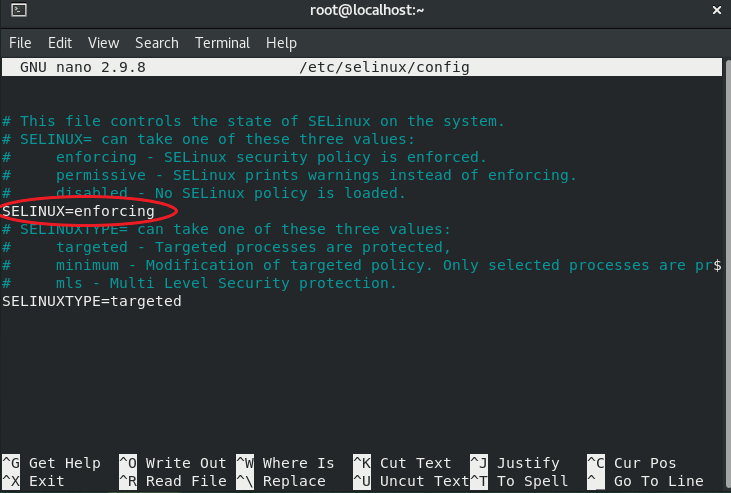 root@localhost:~
File Edit View Search Terminal Help
GNU nano 2.9.8 /etc/selinux/config
# This file controls the state of SELinux on the system.
# SELINUX= can take one of these three values:
#     enforcing - SELinux security policy is enforced.
#     permissive - SELinux prints warnings instead of enforcing.
#     disabled - No SELinux policy is loaded.
SELINUX=enforcing
# SELINUXTYPE= can take one of these three values:
#     targeted - Targeted processes are protected,
#     minimum - Modification of targeted policy. Only selected processes are pr$
#     mls - Multi Level Security protection.
SELINUXTYPE=targeted
^G Get Help ^O Write Out ^W Where Is ^K Cut Text ^J Justify ^C Cur Pos
^X Exit ^R Read File ^\ Replace ^U Uncut Text ^T To Spell ^_ Go To Line